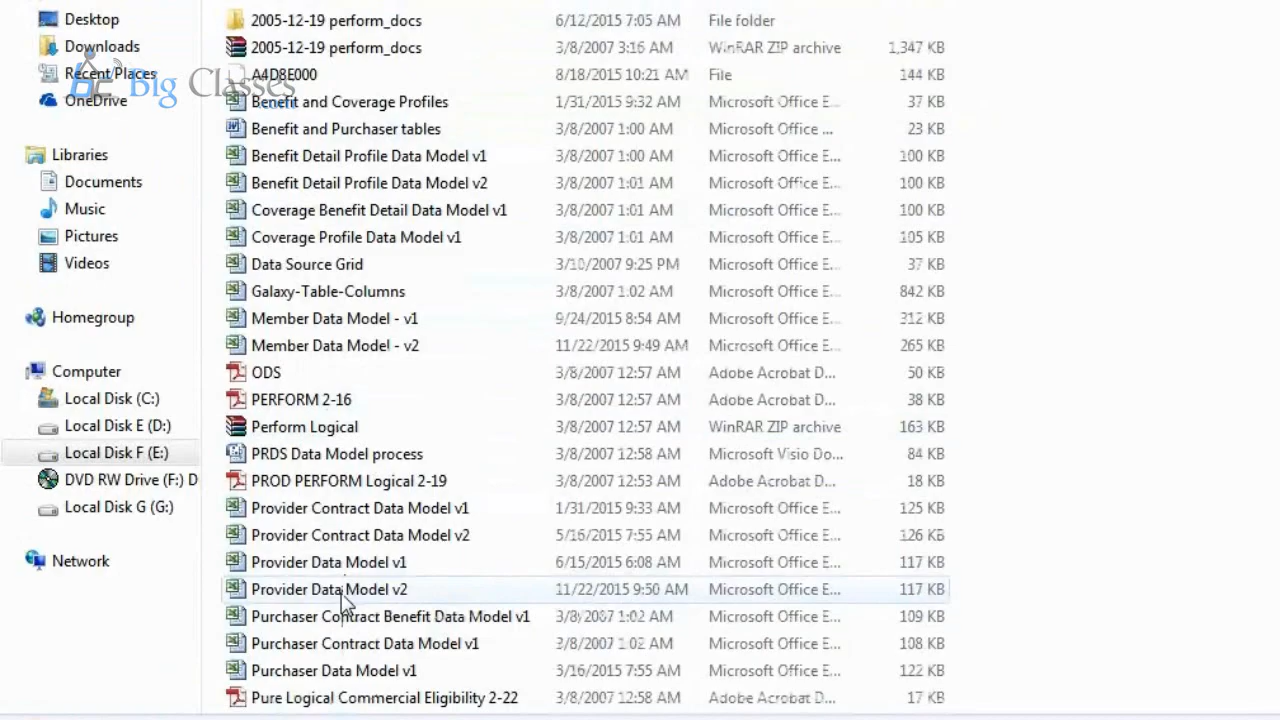 Desktop
Downloads
Recent Places
OneDrive
Big Classes
.com
Libraries
Documents
Music
Pictures
Videos
Homegroup
Computer
Local Disk (C:)
Local Disk E (D:)
Local Disk F (E:)
DVD RW Drive (F:) D
Local Disk G (G:)
Network
2005-12-19 perform_docs 6/12/2015 7:05 AM File folder
2005-12-19 perform_docs 3/8/2007 3:16 AM WinRAR ZIP archive 1,347 KB
A4D8E000 8/18/2015 10:21 AM File 144 KB
Benefit and Coverage Profiles 1/31/2015 9:32 AM Microsoft Office E... 37 KB
Benefit and Purchaser tables 3/8/2007 1:00 AM Microsoft Office ... 23 KB
Benefit Detail Profile Data Model v1 3/8/2007 1:00 AM Microsoft Office E... 100 KB
Benefit Detail Profile Data Model v2 3/8/2007 1:01 AM Microsoft Office E... 100 KB
Coverage Benefit Detail Data Model v1 3/8/2007 1:01 AM Microsoft Office E... 100 KB
Coverage Profile Data Model v1 3/8/2007 1:01 AM Microsoft Office E... 105 KB
Data Source Grid 3/10/2007 9:25 PM Microsoft Office E... 37 KB
Galaxy-Table-Columns 3/8/2007 1:02 AM Microsoft Office E... 842 KB
Member Data Model - v1 9/24/2015 8:54 AM Microsoft Office E... 312 KB
Member Data Model - v2 11/22/2015 9:49 AM Microsoft Office E... 265 KB
ODS 3/8/2007 12:57 AM Adobe Acrobat D... 50 KB
PERFORM 2-16 3/8/2007 12:57 AM Adobe Acrobat D... 38 KB
Perform Logical 3/8/2007 12:57 AM WinRAR ZIP archive 163 KB
PRDS Data Model process 3/8/2007 12:58 AM Microsoft Visio Do... 84 KB
PROD PERFORM Logical 2-19 3/8/2007 12:53 AM Adobe Acrobat D... 18 KB
Provider Contract Data Model v1 1/31/2015 9:33 AM Microsoft Office E... 125 KB
Provider Contract Data Model v2 5/16/2015 7:55 AM Microsoft Office E... 126 KB
Provider Data Model v1 6/15/2015 6:08 AM Microsoft Office E... 117 KB
Provider Data Model v2 11/22/2015 9:50 AM Microsoft Office E... 117 KB
Purchaser Contract Benefit Data Model v1 3/8/2007 1:02 AM Microsoft Office E... 109 KB
Purchaser Contract Data Model v1 3/8/2007 1:02 AM Microsoft Office E... 108 KB
Purchaser Data Model v1 3/16/2015 7:55 AM Microsoft Office E... 122 KB
Pure Logical Commercial Eligibility 2-22 3/8/2007 12:58 AM Adobe Acrobat D... 17 KB